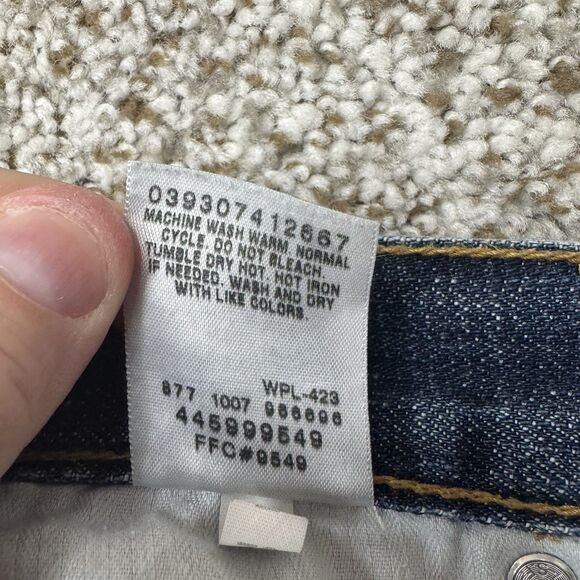 039307412667
MACHINE WASH WARM, NORMAL
CYCLE. DO NOT BLEACH.
TUMBLE DRY HOT. HOT IRON
IF NEEDED. WASH AND DRY
WITH LIKE COLORS
WPL-423
877 1007 966696
445999549
FFC#9549